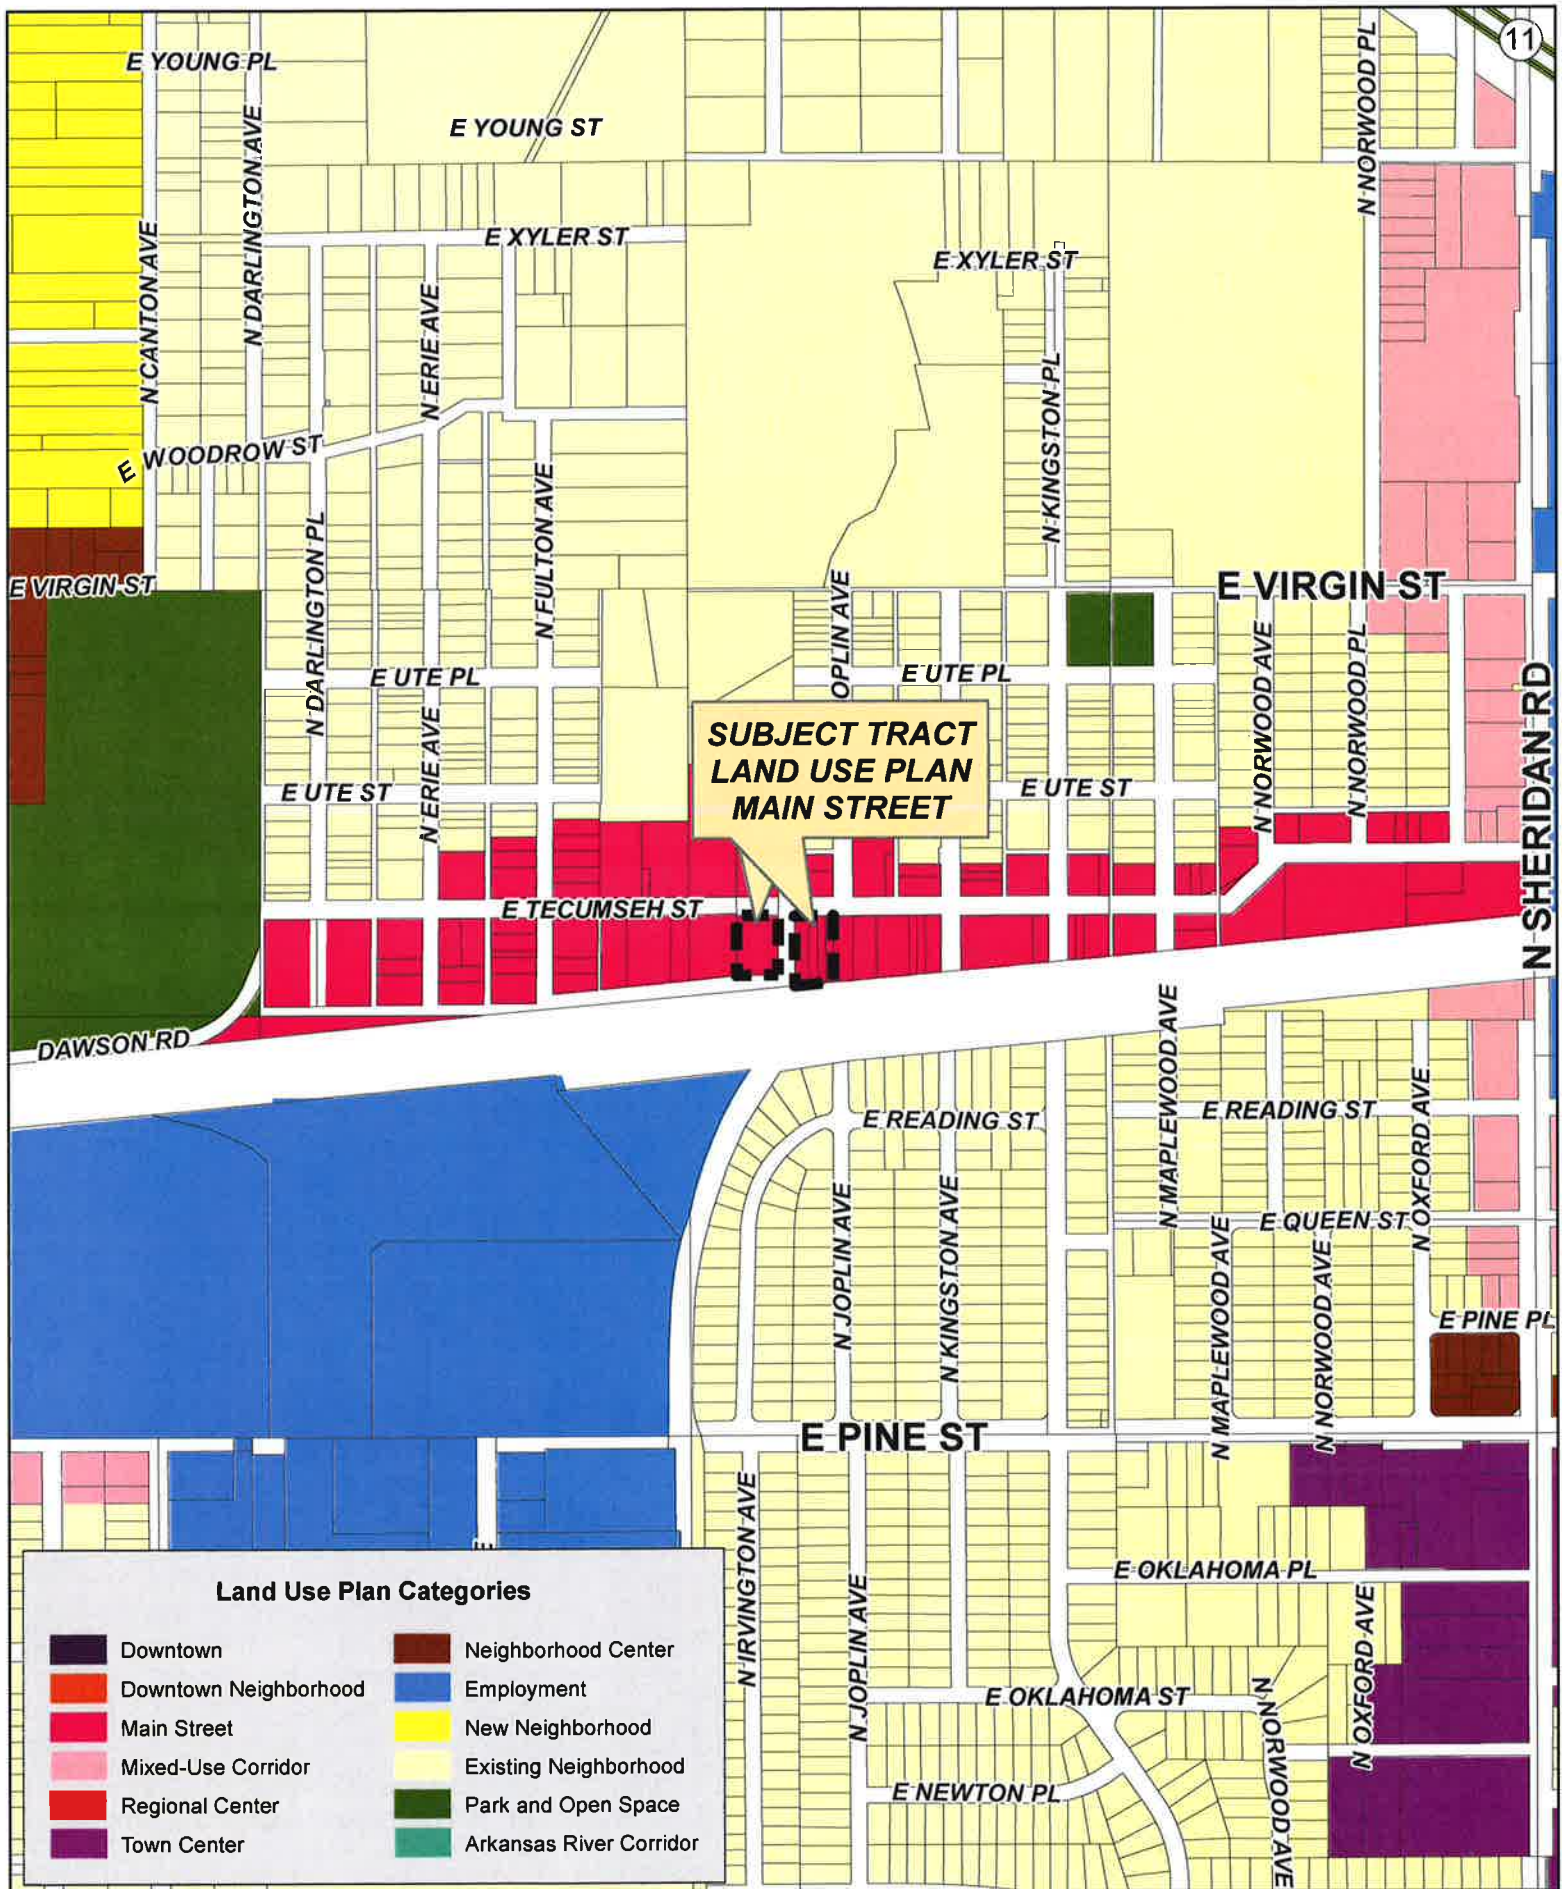 11
E YOUNG PL
N NORWOOD PL
E YOUNG ST
N DARLINGTON AVE
N CANTON AVE
E XYLER ST
E XYLER ST
N ERIE AVE
N KINGSTON PL
E WOODROW ST
N FULTON AVE
N DARLINGTON PL
E VIRGIN ST
E VIRGIN ST
OPLIN AVE
N NORWOOD AVE
N NORWOOD PL
E UTE PL
E UTE PL
N SHERIDAN RD
N ERIE AVE
SUBJECT TRACT
LAND USE PLAN
MAIN STREET
E UTE ST
E UTE ST
E TECUMSEH ST
DAWSON RD
N MAPLEWOOD AVE
E READING ST
E READING ST
N OXFORD AVE
N JOPLIN AVE
N KINGSTON AVE
E QUEEN ST
N MAPLEWOOD AVE
N NORWOOD AVE
E PINE PL
E PINE ST
N IRVINGTON AVE
N JOPLIN AVE
E OKLAHOMA PL
N OXFORD AVE
E OKLAHOMA ST
N NORWOOD AVE
E NEWTON PL
Land Use Plan Categories
Downtown
Downtown Neighborhood
Main Street
Mixed-Use Corridor
Regional Center
Town Center
Neighborhood Center
Employment
New Neighborhood
Existing Neighborhood
Park and Open Space
Arkansas River Corridor